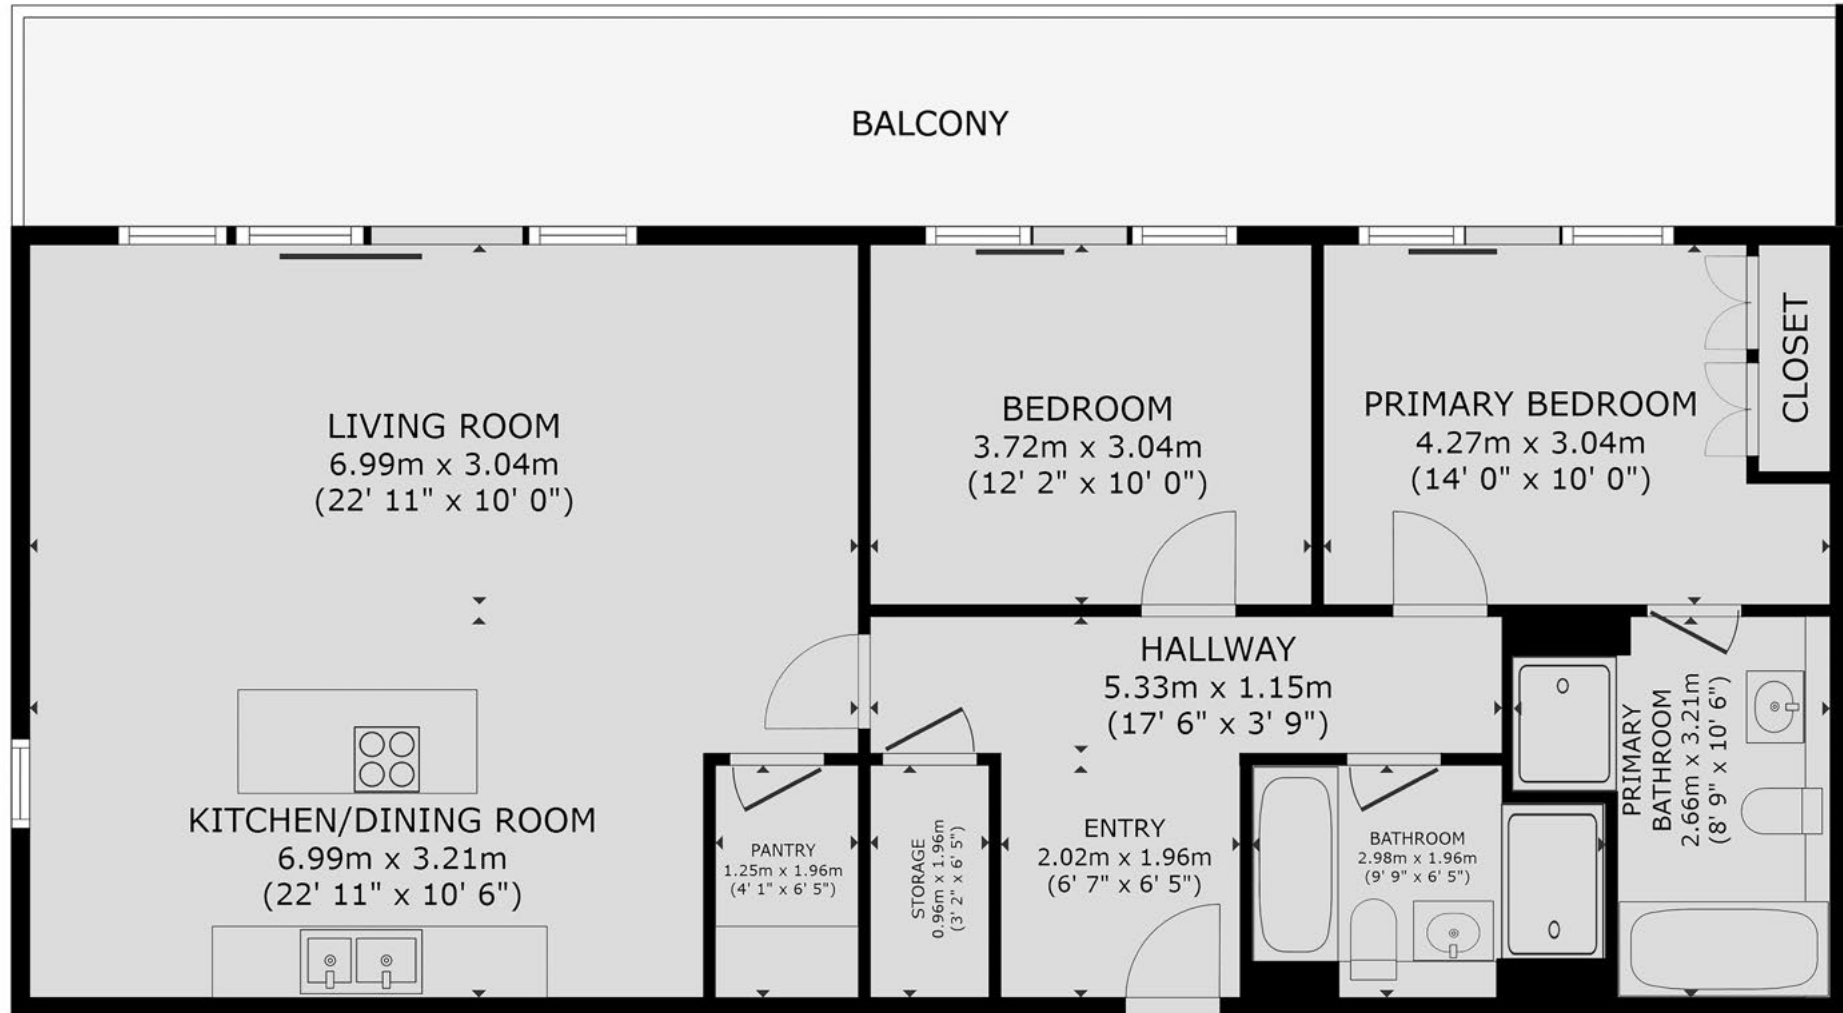 BALCONY
LIVING ROOM
6.99m x 3.04m
(22' 11" x 10' 0")
BEDROOM
3.72m x 3.04m
(12' 2" x 10' 0")
PRIMARY BEDROOM
4.27m x 3.04m
(14' 0" x 10' 0")
CLOSET
HALLWAY
5.33m x 1.15m
(17' 6" x 3' 9")
KITCHEN/DINING ROOM
6.99m x 3.21m
(22' 11" x 10' 6")
PANTRY
1.25m x 1.96m
(4' 1" x 6' 5")
STORAGE
0.96m x 1.96m
(3' 2" x 6' 5")
ENTRY
2.02m x 1.96m
(6' 7" x 6' 5")
BATHROOM
2.98m x 1.96m
(9' 9" x 6' 5")
PRIMARY
BATHROOM
2.66m x 3.21m
(8' 9" x 10' 6")